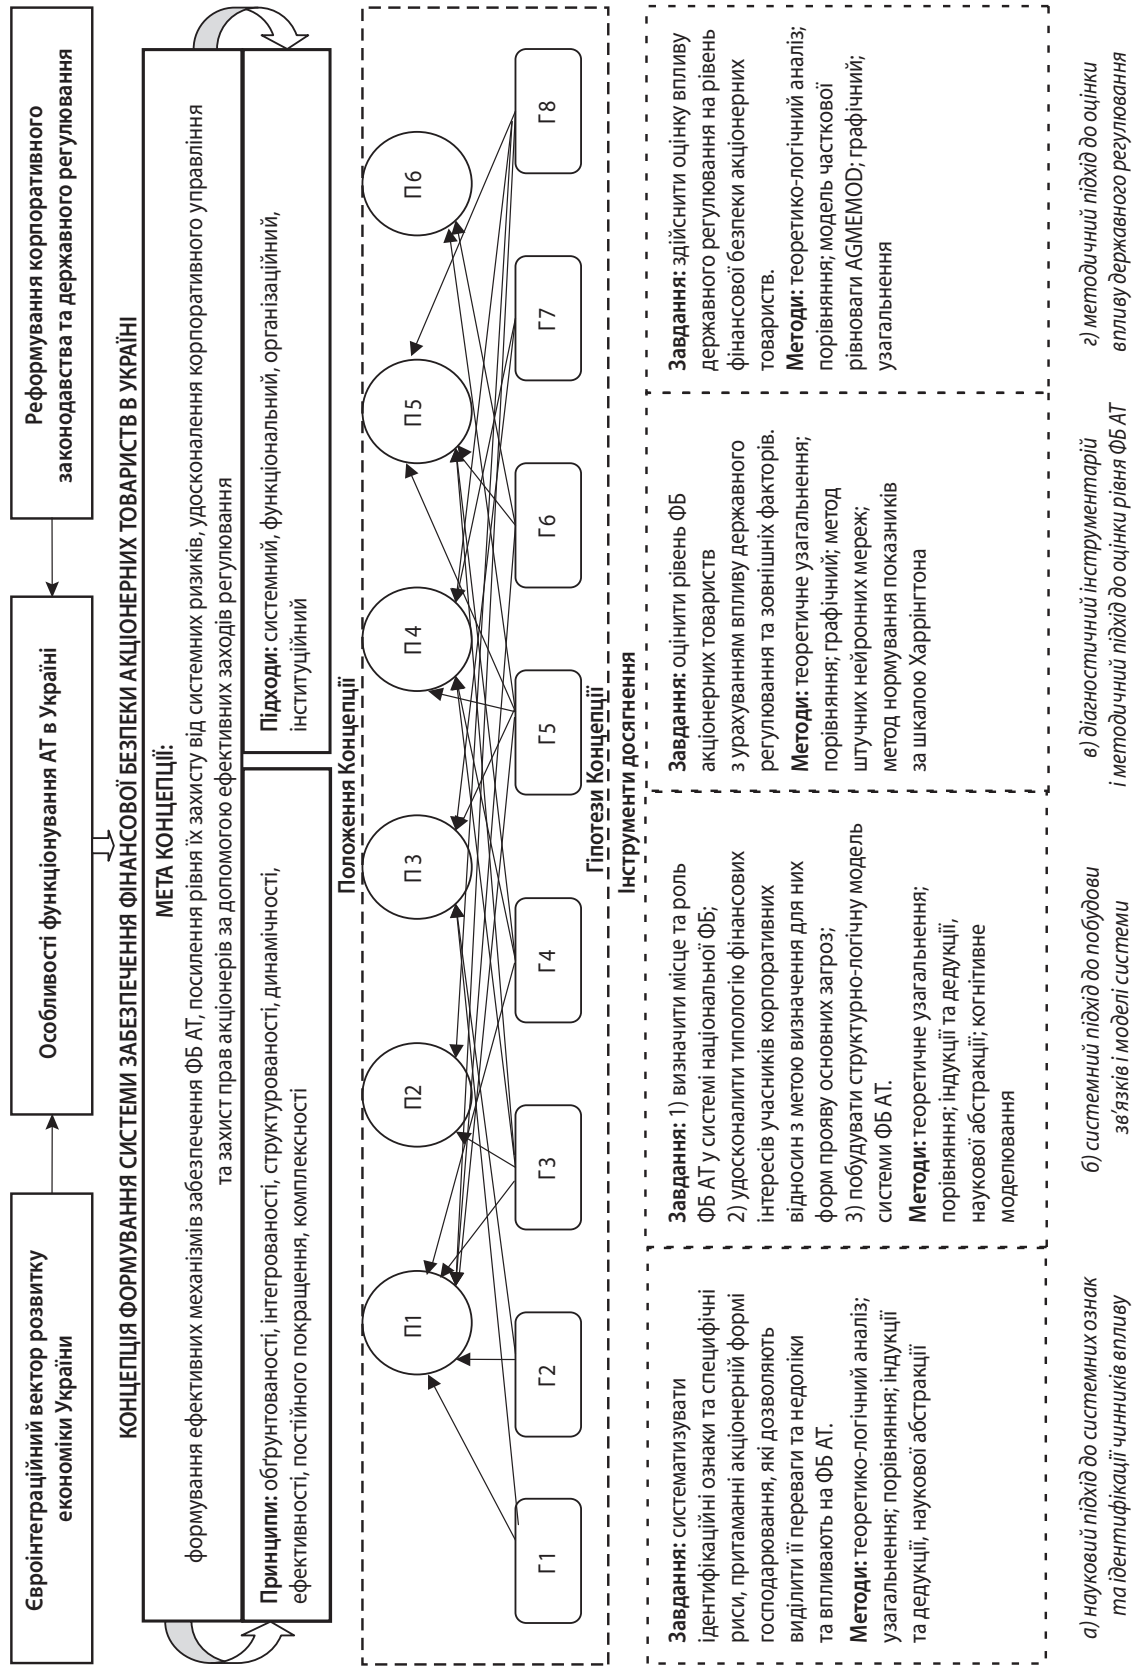 Євроінтеграційний вектор розвитку
економіки України
Особливості функціонування АТ в Україні
Реформування корпоративного
законодавства та державного регулювання
КОНЦЕПЦІЯ ФОРМУВАННЯ СИСТЕМИ ЗАБЕЗПЕЧЕННЯ ФІНАНСОВОЇ БЕЗПЕКИ АКЦІОНЕРНИХ ТОВАРИСТВ В УКРАЇНІ
МЕТА КОНЦЕПЦІЇ:
формування ефективних механізмів забезпечення ФБ АТ, посилення рівня їх захисту від системних ризиків, удосконалення корпоративного управління
та захист прав акціонерів за допомогою ефективних заходів регулювання
Принципи: обґрунтованості, інтегрованості, структурованості, динамічності,
ефективності, постійного покращення, комплексності
Підходи: системний, функціональний, організаційний,
інституційний
Положення Концепції
П1
П2
П3
П4
П5
П6
Г1
Г2
Г3
Г4
Г5
Г6
Г7
Г8
Гіпотези Концепції
Інструменти досягнення
Завдання: систематизувати
ідентифікаційні ознаки та специфічні
риси, притаманні акціонерній формі
господарювання, які дозволяють
виділити її переваги та недоліки
та впливають на ФБ АТ.
Методи: теоретико-логічний аналіз;
узагальнення; порівняння; індукції
та дедукції, наукової абстракції
Завдання: 1) визначити місце та роль
ФБ АТ у системі національної ФБ;
2) удосконалити типологію фінансових
інтересів учасників корпоративних
відносин з метою визначення для них
форм прояву основних загроз;
3) побудувати структурно-логічну модель
системи ФБ АТ.
Методи: теоретичне узагальнення;
порівняння; індукції та дедукції,
наукової абстракції; когнітивне
моделювання
Завдання: оцінити рівень ФБ
акціонерних товариств
з урахуванням впливу державного
регулювання та зовнішніх факторів.
Методи: теоретичне узагальнення;
порівняння; графічний; метод
штучних нейронних мереж;
метод нормування показників
за шкалою Харрінгтона
Завдання: здійснити оцінку впливу
державного регулювання на рівень
фінансової безпеки акціонерних
товариств.
Методи: теоретико-логічний аналіз;
порівняння; модель часткової
рівноваги AGMEMOD; графічний;
узагальнення
а) науковий підхід до системних ознак
та ідентифікації чинників впливу
б) системний підхід до побудови
зв'язків і моделі системи
в) діагностичний інструментарій
і методичний підхід до оцінки рівня ФБ АТ
г) методичний підхід до оцінки
впливу державного регулювання